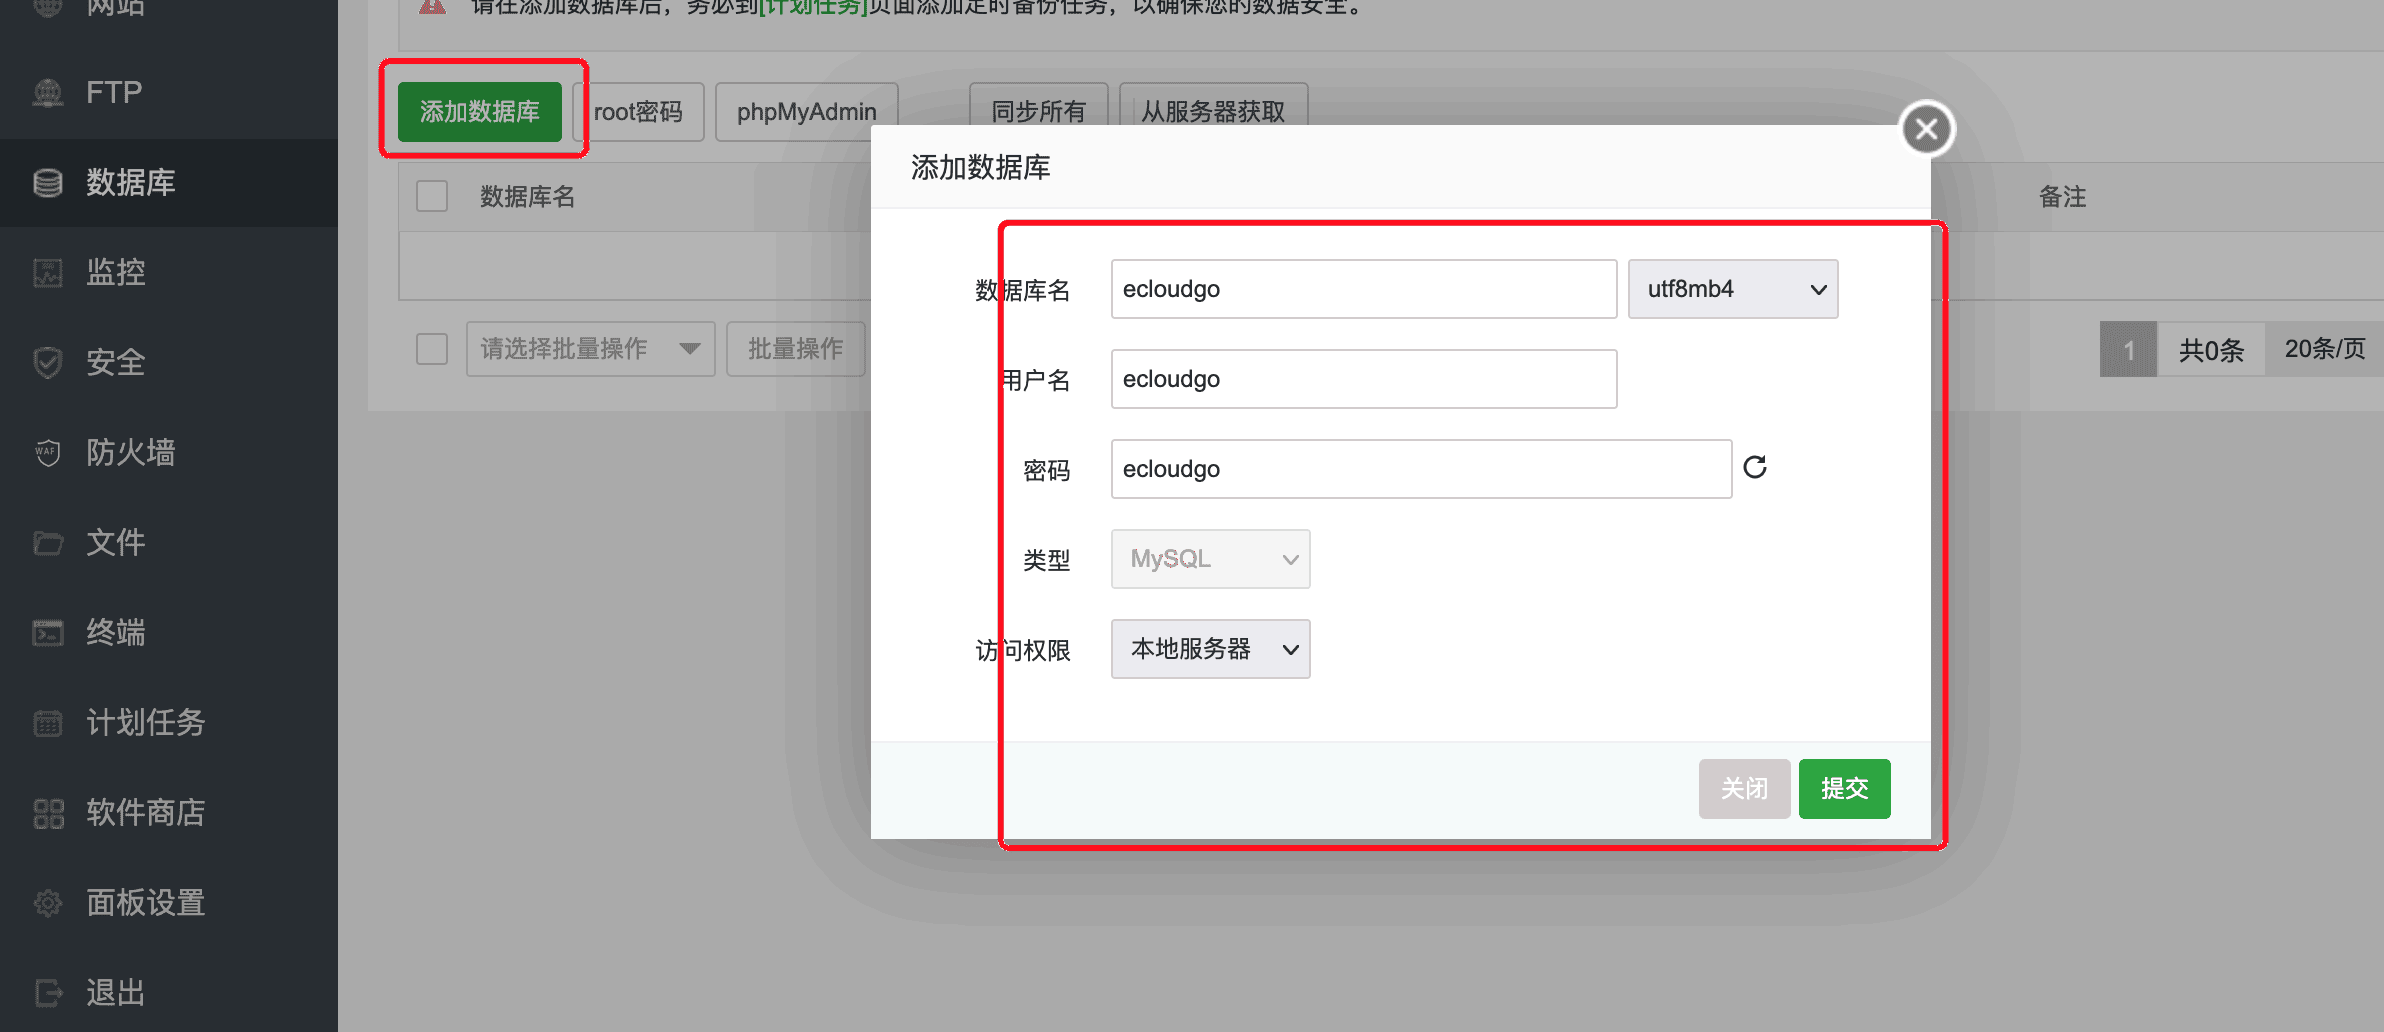 网站
FTP
数据库
监控
安全
WAF
防火墙
文件
终端
计划任务
软件商店
面板设置
退出
请在添加数据库后，务必到[计划任务]页面添加定时备份任务，以确保您的数据安全。
添加数据库
root密码
phpMyAdmin
同步所有
从服务器获取
数据库名
备注
请选择批量操作
批量操作
1
共0条
20条/页
添加数据库
数据库名 ecloudgo utf8mb4
用户名 ecloudgo
密码 ecloudgo
类型 MySQL
访问权限 本地服务器
关闭 提交